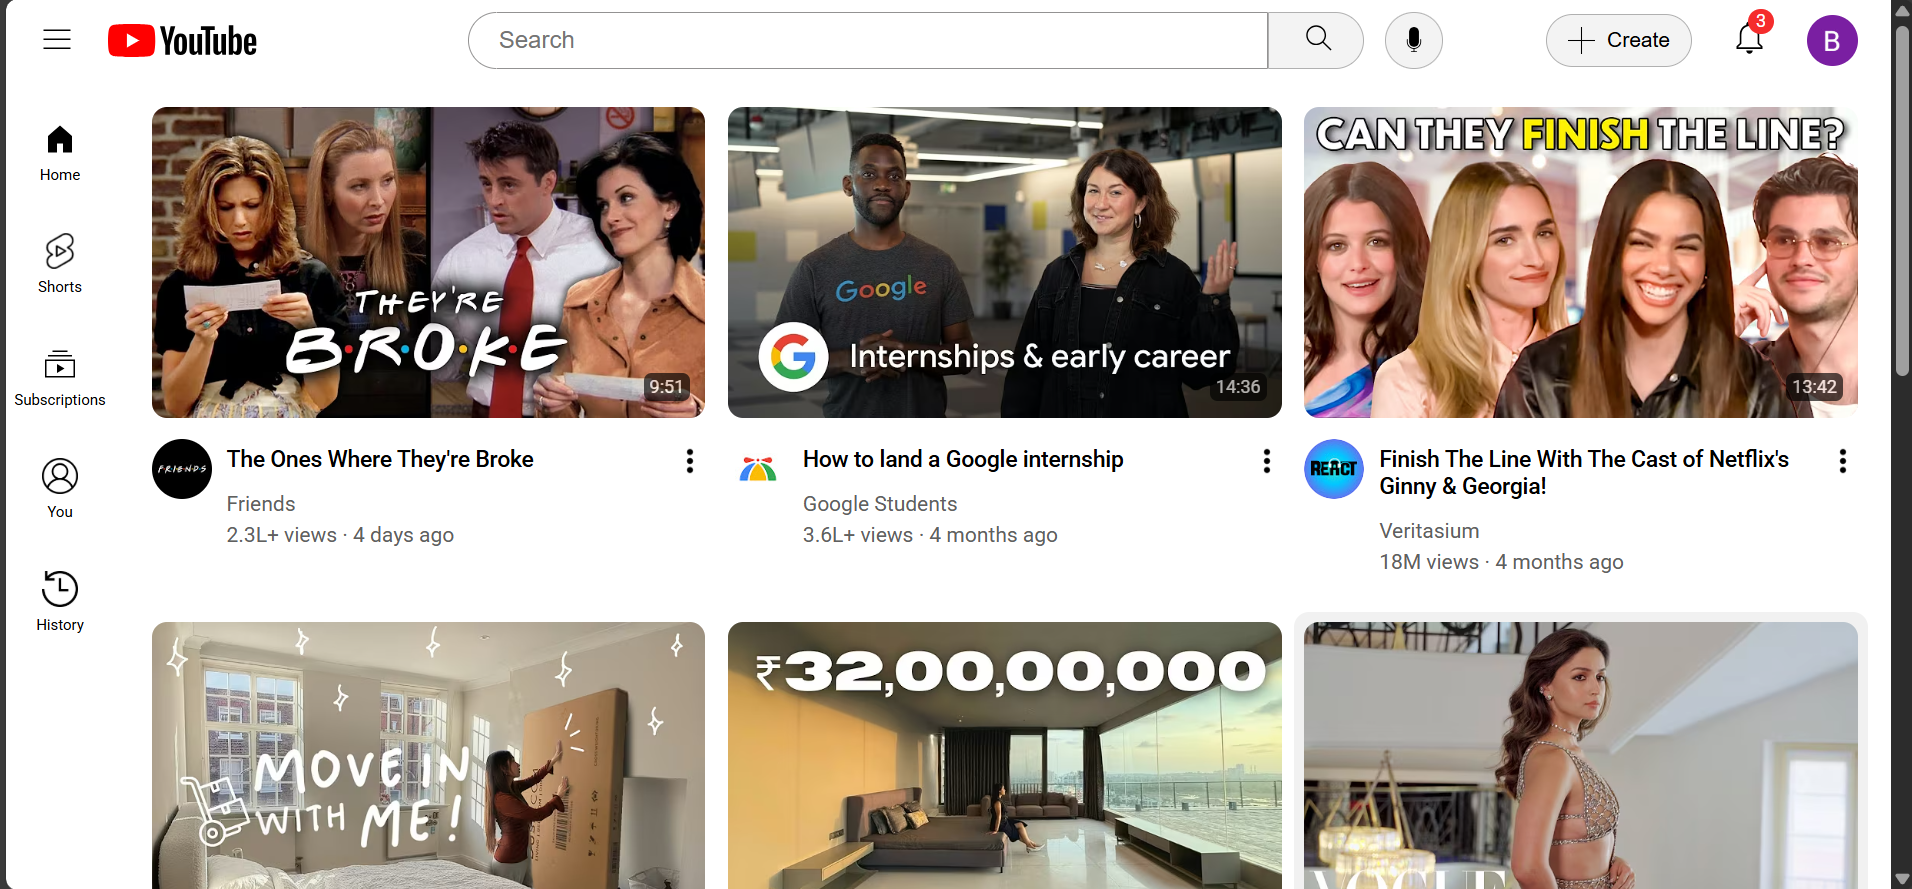 YouTube
Search
Create
3
B
Home
Shorts
Subscriptions
You
History
THEY'RE
B·R·O·K·E
9:51
Google
Internships & early career
14:36
CAN THEY FINISH THE LINE?
13:42
FRIENDS
The Ones Where They're Broke
Friends
2.3L+ views · 4 days ago
How to land a Google internship
Google Students
3.6L+ views · 4 months ago
REACT
Finish The Line With The Cast of Netflix's
Ginny & Georgia!
Veritasium
18M views · 4 months ago
MOVE IN
WITH ME!
₹32,00,00,000
VOGUE